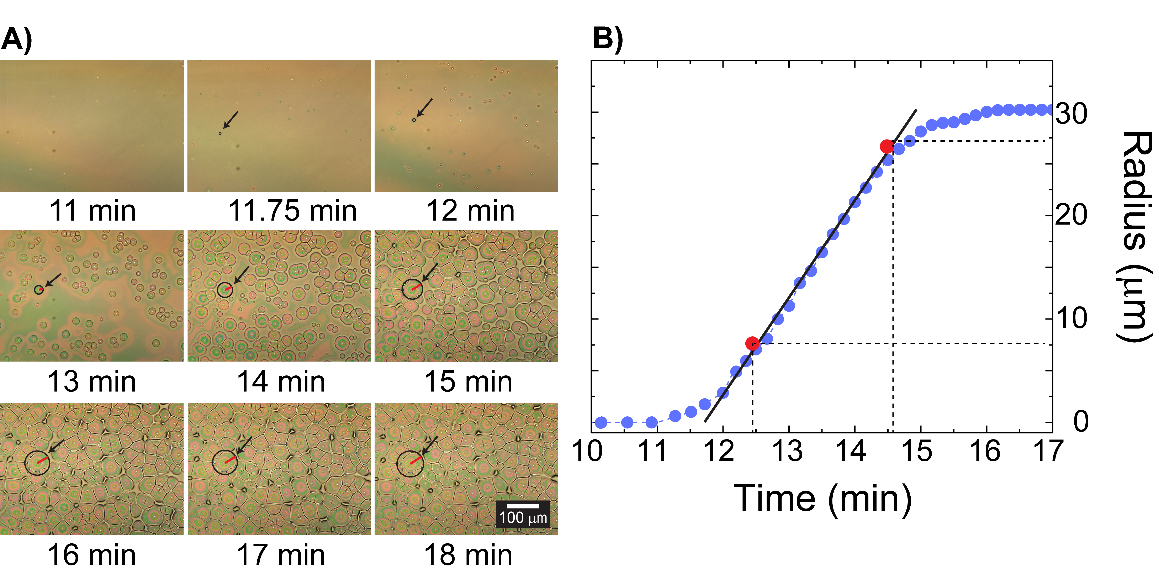 A)
11 min
11.75 min
12 min
13 min
14 min
15 min
16 min
17 min
18 min
100 μm
B)
30
20
10
0
Radius (μm)
10 11 12 13 14 15 16 17
Time (min)